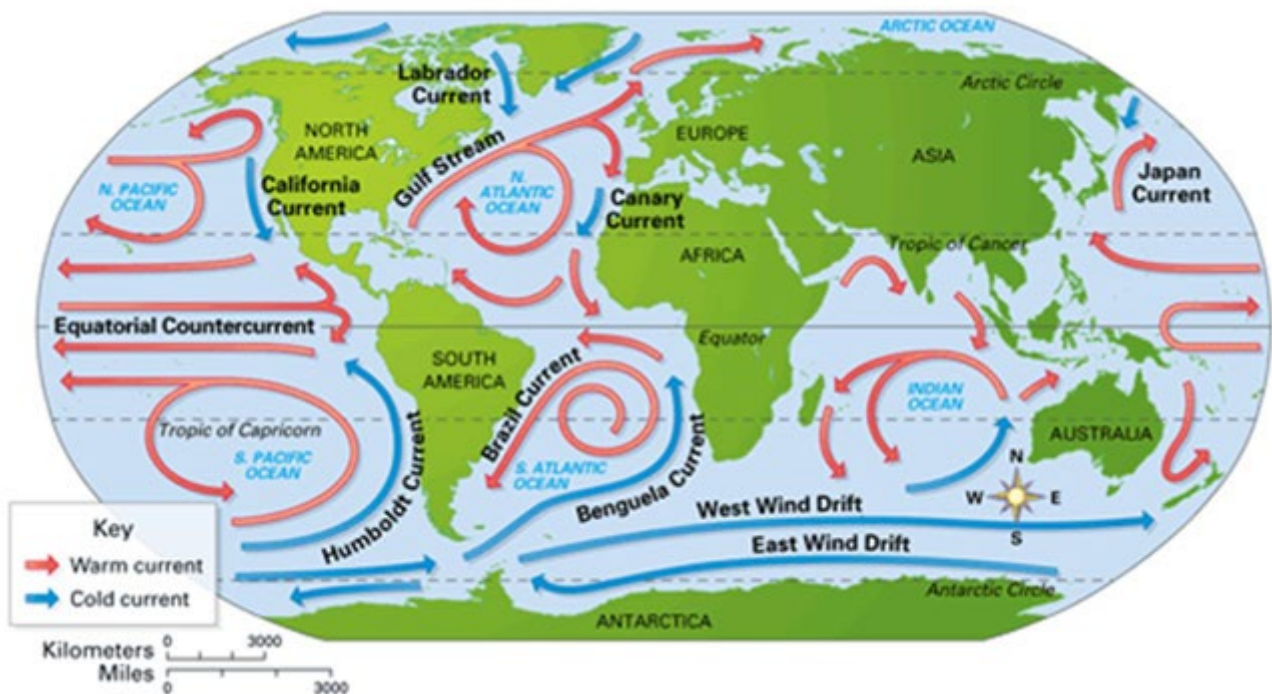 ARCTIC OCEAN
Labrador
Current
Arctic Circle
NORTH
AMERICA
EUROPE
ASIA
Gulf Stream
Japan
Current
N. PACIFIC
OCEAN
California
Current
N.
ATLANTIC
OCEAN
Canary
Current
Tropic of Cancer
AFRICA
Equatorial Countercurrent
Equator
SOUTH
AMERICA
Brazil Current
INDIAN
OCEAN
Tropic of Capricorn
AUSTRALIA
S. PACIFIC
OCEAN
Humboldt Current
S. ATLANTIC
OCEAN
Benguela Current
N
W E
S
West Wind Drift
East Wind Drift
Antarctic Circle
ANTARCTICA
Key
Warm current
Cold current
Kilometers 0 3000
Miles 0 3000